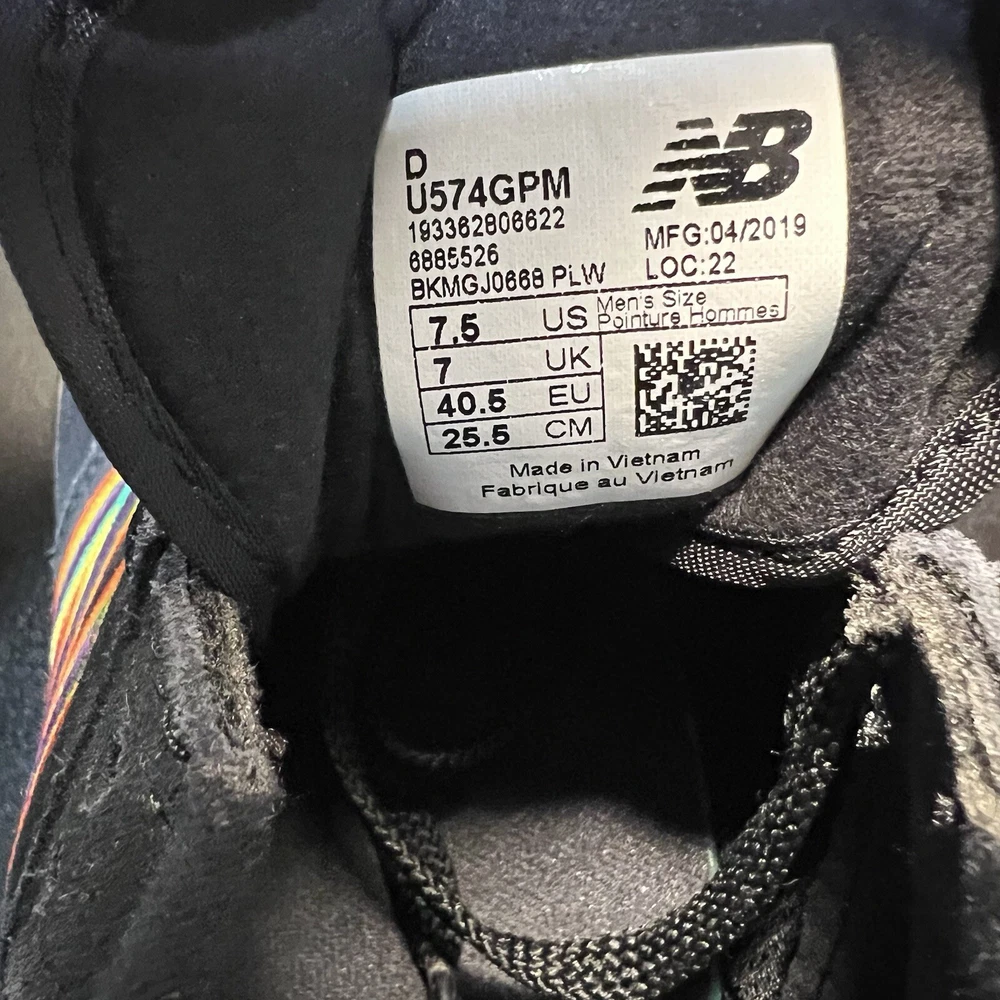 D
U574GPM
193362806622
6885526
BKMGJ0668 PLW
NB
MFG:04/2019
LOC:22
7.5 US Men's Size
Pointure Hommes
7 UK
40.5 EU
25.5 CM
Made in Vietnam
Fabrique au Vietnam